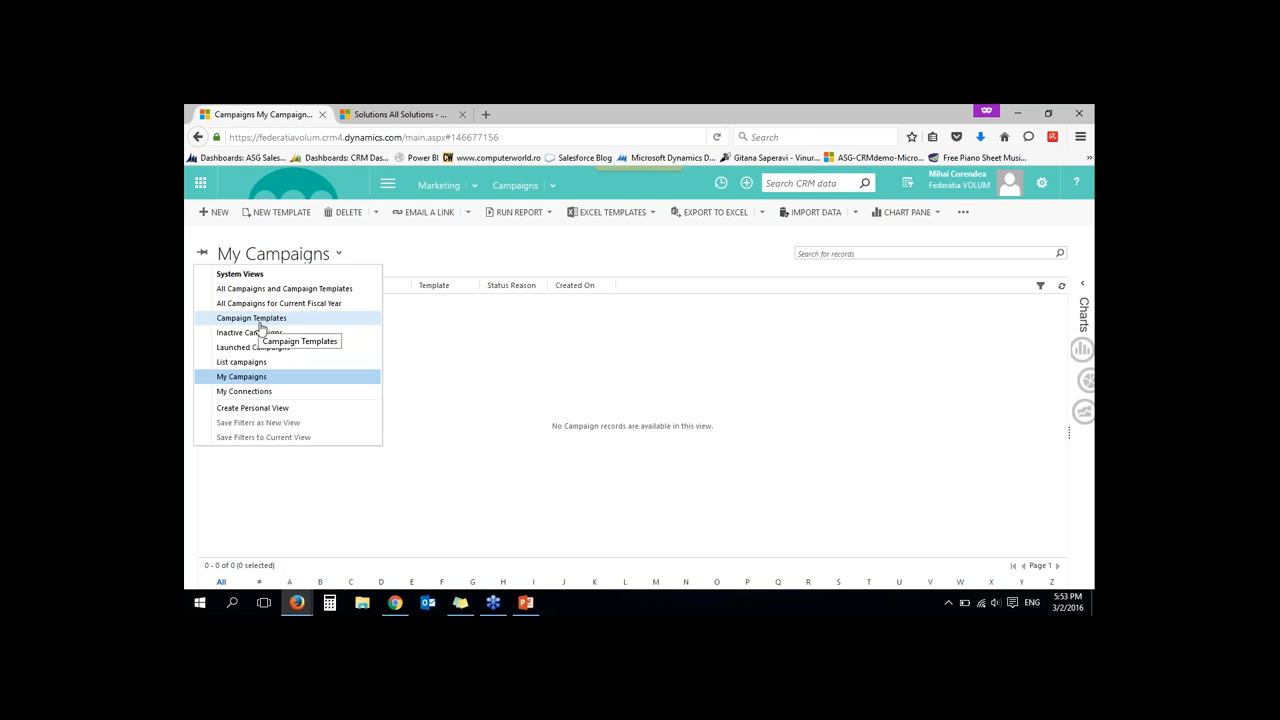 Campaigns My Campaign...
Solutions All Solutions - ...
https://federatiavolum.crm4.dynamics.com/main.aspx#146677156
Search
Dashboards: ASG Sales...
Dashboards: CRM Das...
Power BI
www.computerworld.ro
Salesforce Blog
Microsoft Dynamics D...
Gitana Saperavi - Vinur...
ASG-CRMdemo-Micro...
Free Piano Sheet Musi...
Marketing
Campaigns
Search CRM data
Mihai Corendea
Federatia VOLUM
?
NEW
NEW TEMPLATE
DELETE
EMAIL A LINK
RUN REPORT
EXCEL TEMPLATES
EXPORT TO EXCEL
IMPORT DATA
CHART PANE
My Campaigns
Search for records
System Views
All Campaigns and Campaign Templates
All Campaigns for Current Fiscal Year
Campaign Templates
Inactive
Launched
Campaign Templates
List campaigns
My Campaigns
My Connections
Create Personal View
Save Filters as New View
Save Filters to Current View
Template
Status Reason
Created On
Charts
No Campaign records are available in this view.
0 - 0 of 0 (0 selected)
Page 1
All # A B C D E F G H I J K L M N O P Q R S T U V W X Y Z
ENG
5:53 PM
3/2/2016